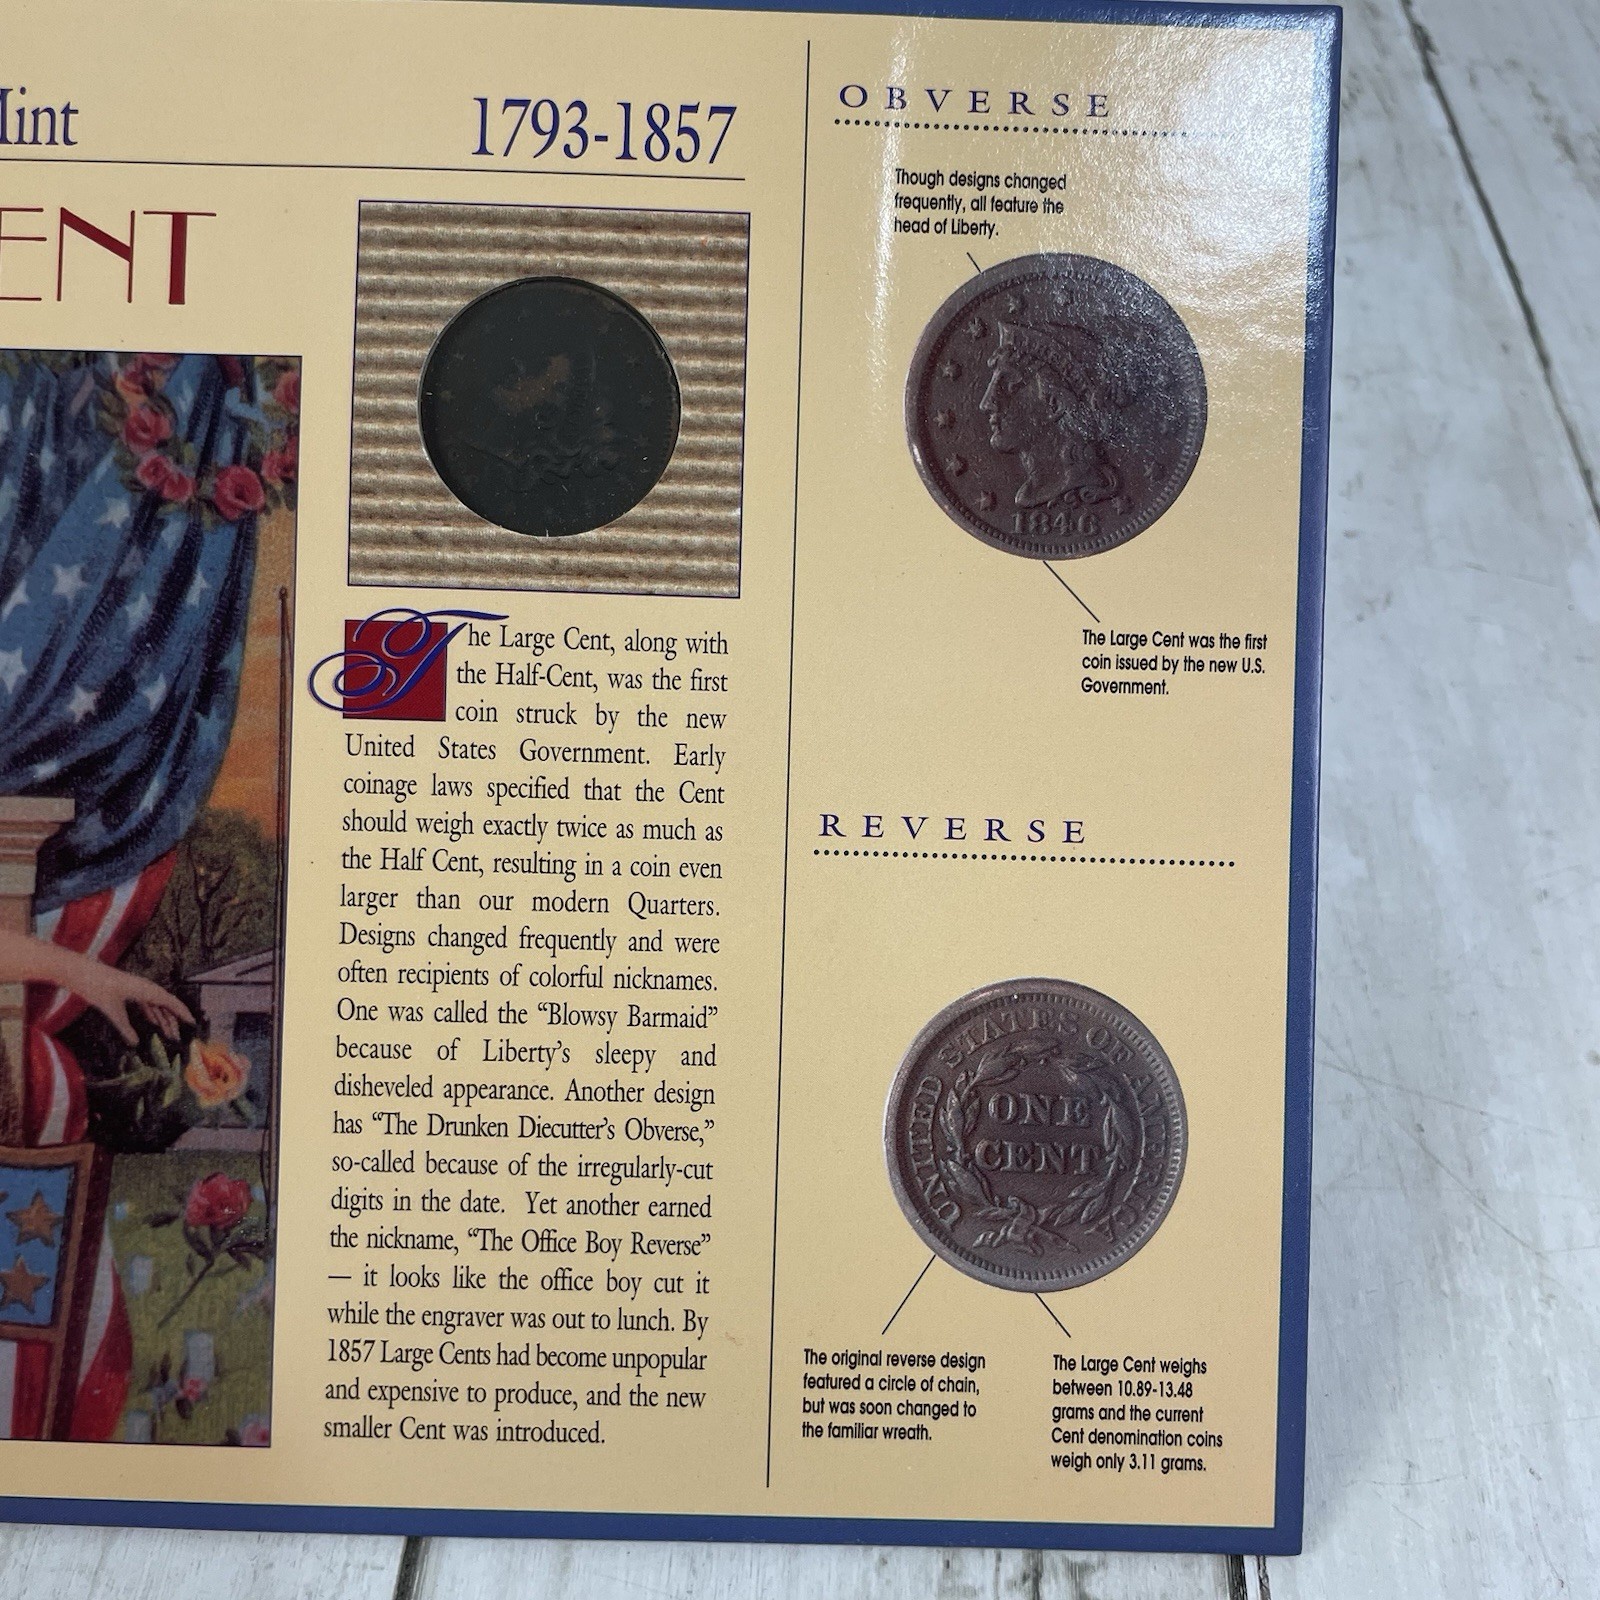 Mint
1793-1857
ENT
The Large Cent, along with
the Half-Cent, was the first
coin struck by the new
United States Government. Early
coinage laws specified that the Cent
should weigh exactly twice as much as
the Half Cent, resulting in a coin even
larger than our modern Quarters.
Designs changed frequently and were
often recipients of colorful nicknames.
One was called the “Blowsy Barmaid”
because of Liberty’s sleepy and
disheveled appearance. Another design
has “The Drunken Diecutter’s Obverse,”
so-called because of the irregularly-cut
digits in the date. Yet another earned
the nickname, “The Office Boy Reverse”
— it looks like the office boy cut it
while the engraver was out to lunch. By
1857 Large Cents had become unpopular
and expensive to produce, and the new
smaller Cent was introduced.
OBVERSE
Though designs changed
frequently, all feature the
head of Liberty.
1846
The Large Cent was the first
coin issued by the new U.S.
Government.
REVERSE
UNITED STATES OF AMERICA
ONE
CENT
The original reverse design
featured a circle of chain,
but was soon changed to
the familiar wreath.
The Large Cent weighs
between 10.89-13.48
grams and the current
Cent denomination coins
weigh only 3.11 grams.